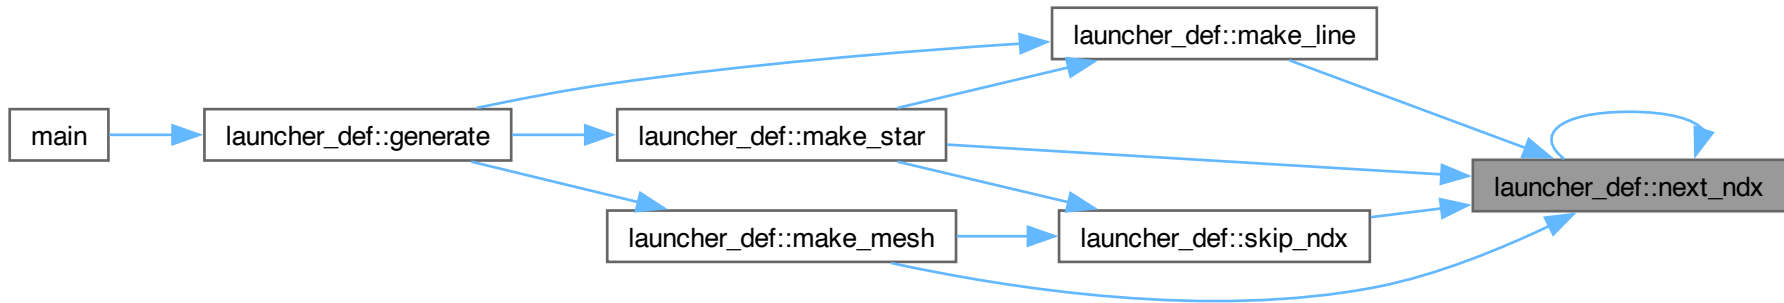 main
launcher_def::generate
launcher_def::make_line
launcher_def::make_star
launcher_def::make_mesh
launcher_def::skip_ndx
launcher_def::next_ndx